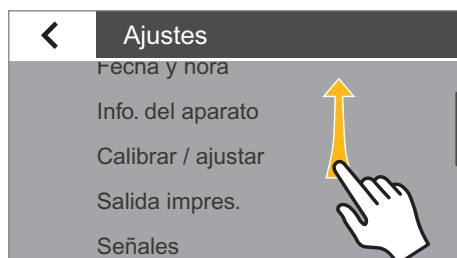 Ajustes
Fecha y hora
Info. del aparato
Calibrar / ajustar
Salida impres.
Señales